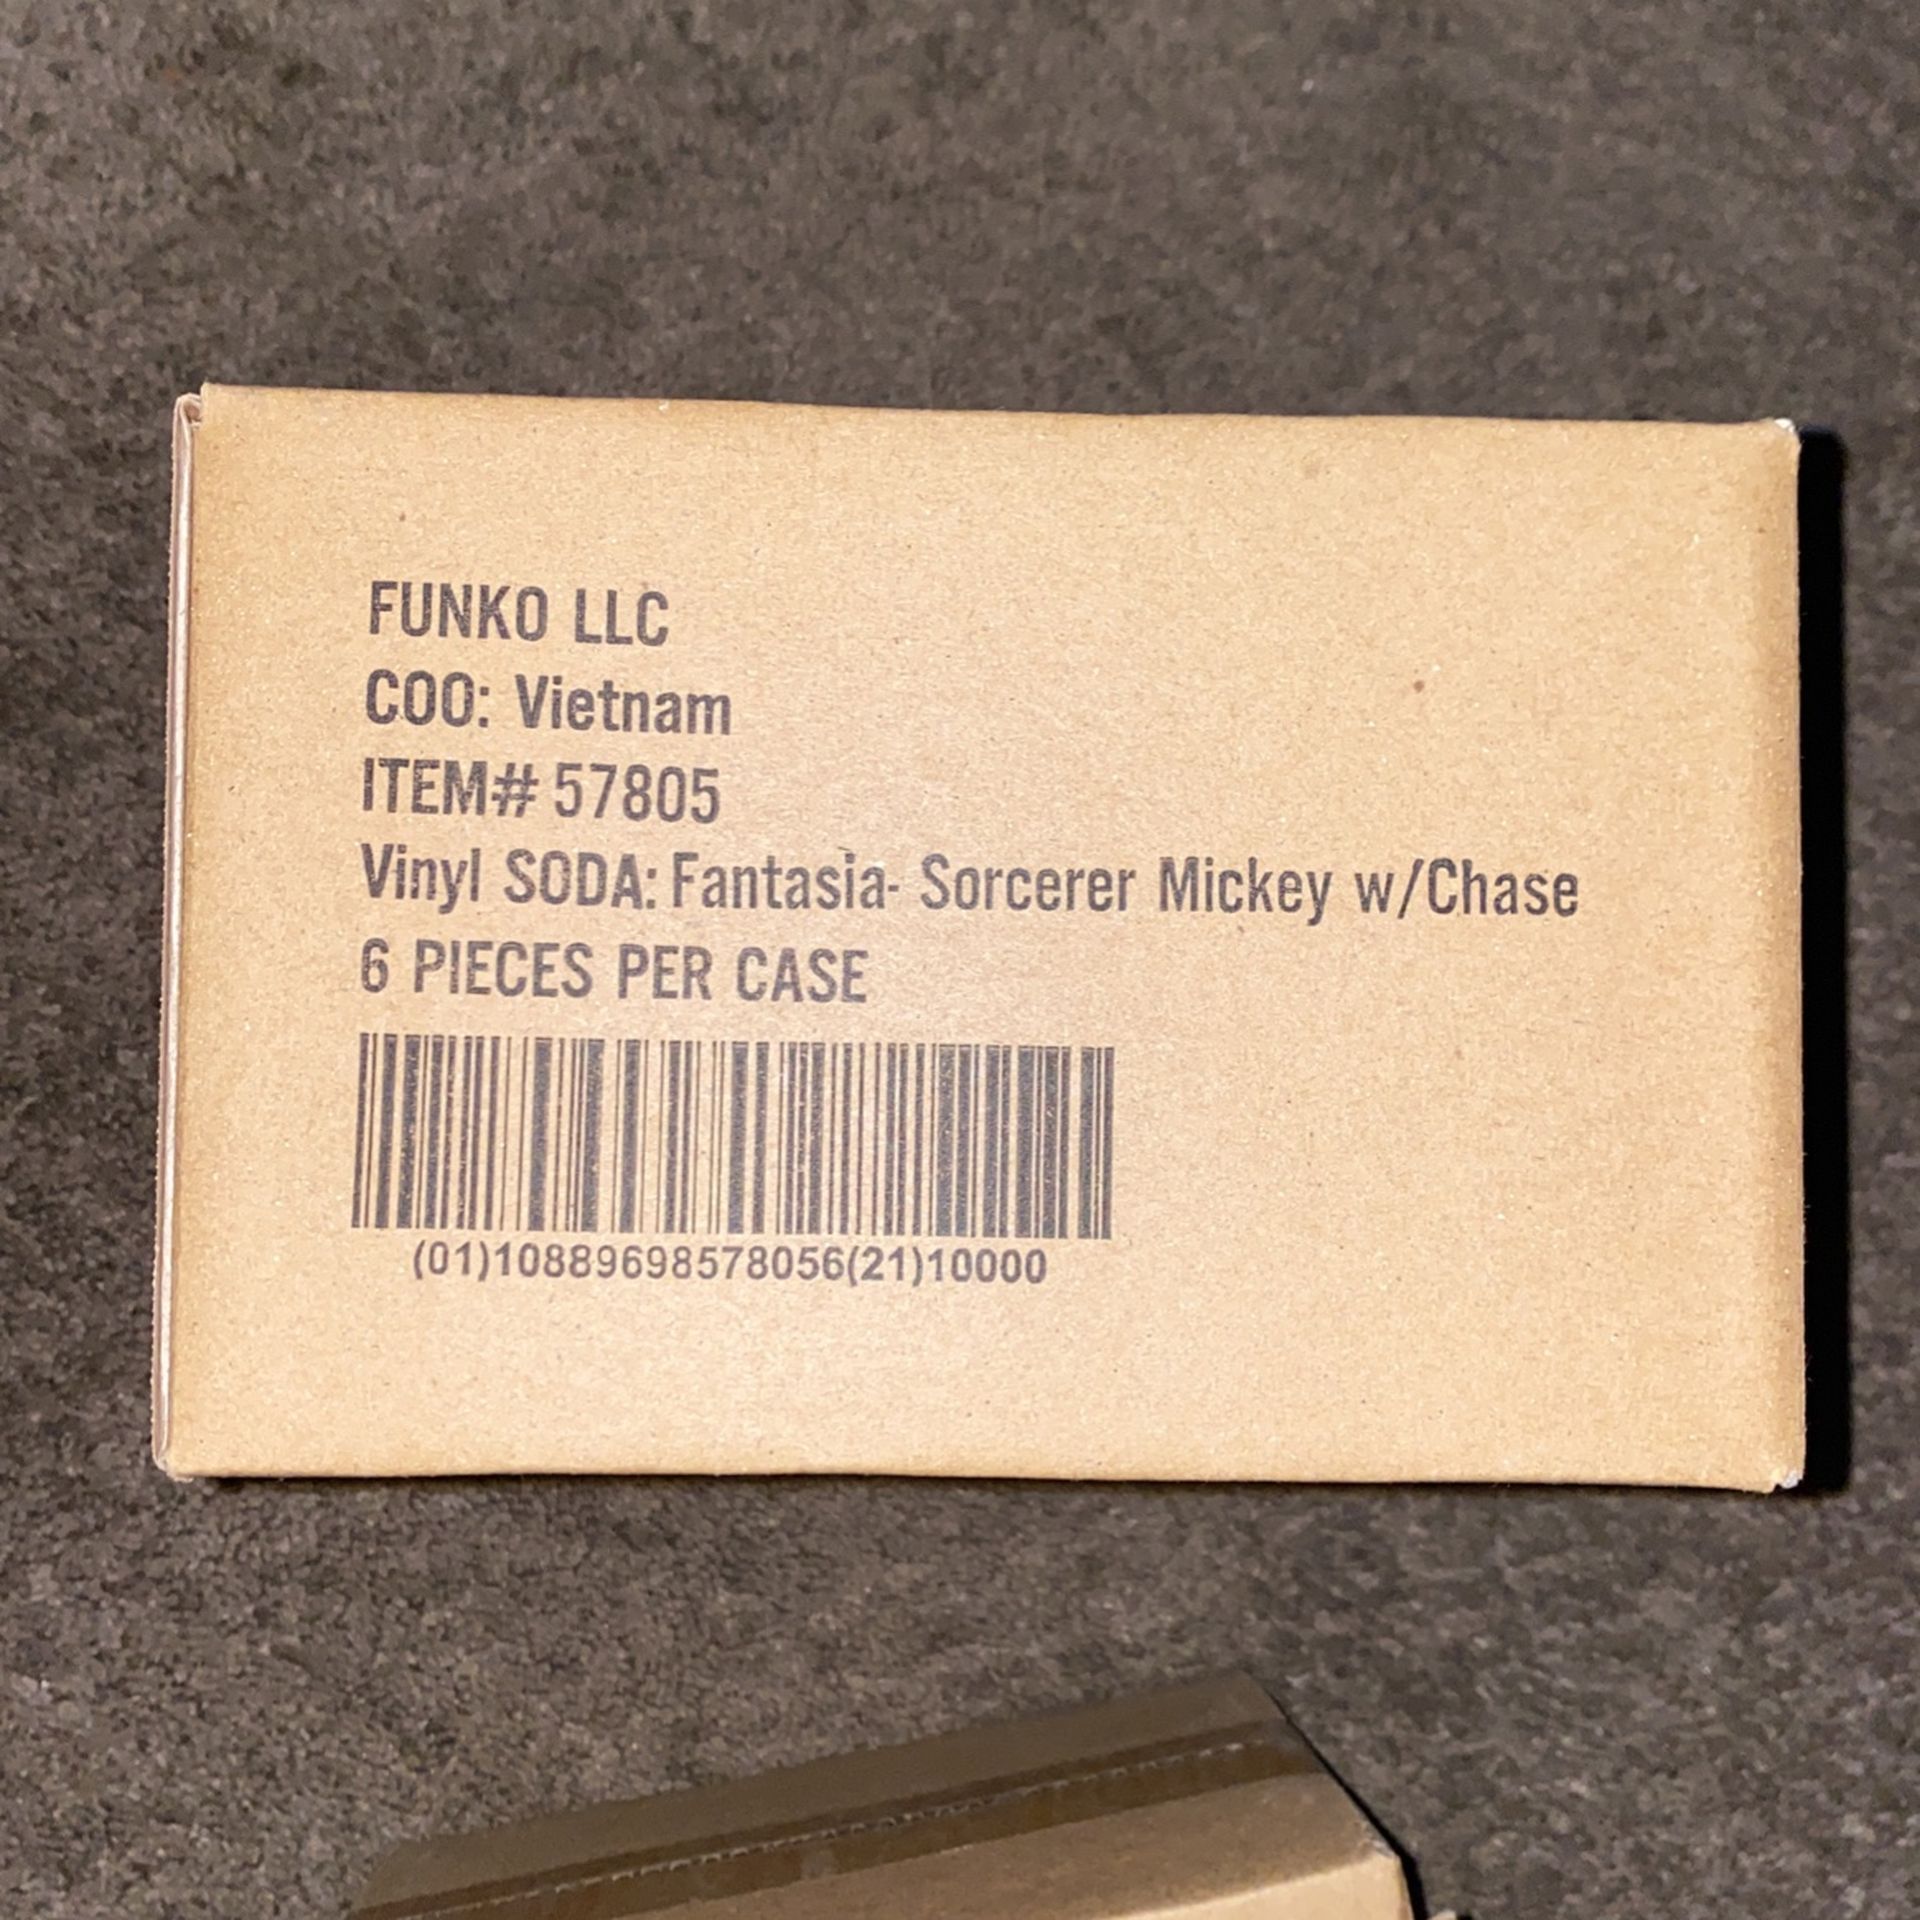 FUNKO LLC
COO: Vietnam
ITEM# 57805
Vinyl SODA: Fantasia- Sorcerer Mickey w/Chase
6 PIECES PER CASE
(01)10889698578056(21)10000